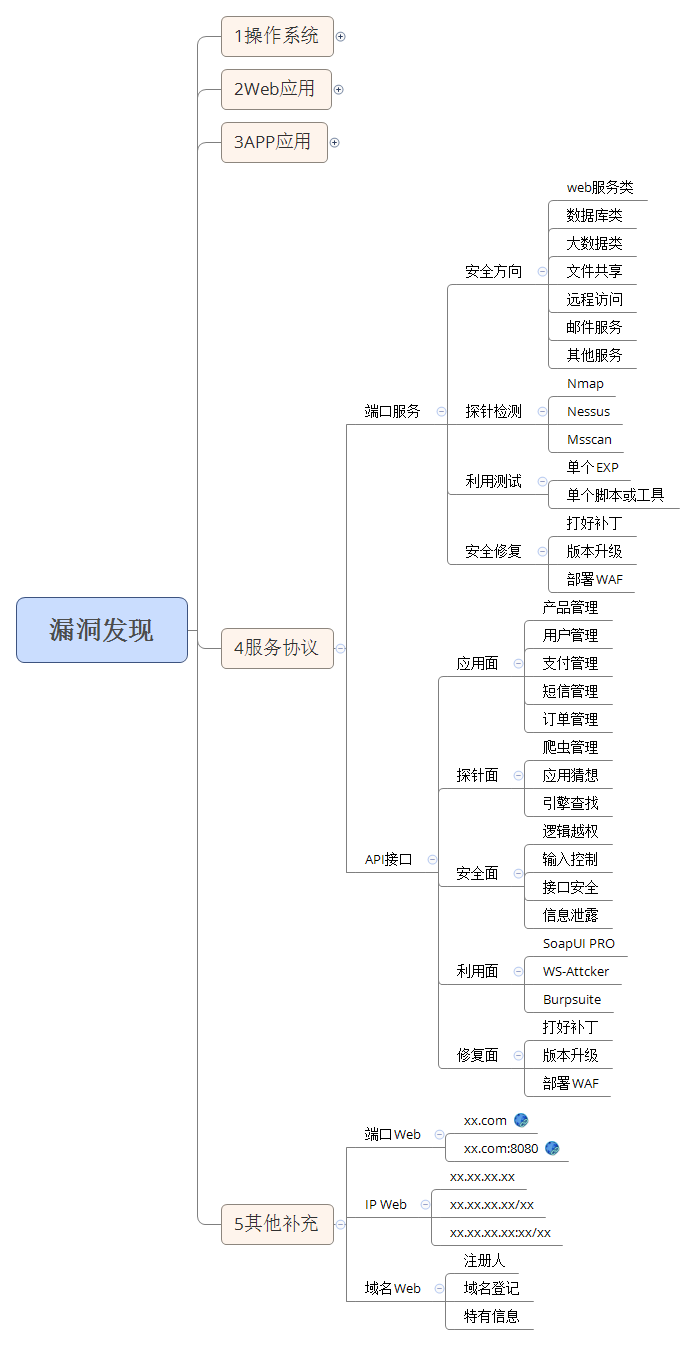 1操作系统
2Web应用
3APP应用
web服务类
数据库类
大数据类
安全方向
文件共享
远程访问
邮件服务
其他服务
Nmap
端口服务
探针检测
Nessus
Msscan
单个EXP
利用测试
单个脚本或工具
打好补丁
安全修复
版本升级
部署WAF
漏洞发现
4服务协议
产品管理
用户管理
应用面
支付管理
短信管理
订单管理
爬虫管理
探针面
应用猜想
引擎查找
逻辑越权
API接口
输入控制
安全面
接口安全
信息泄露
SoapUI PRO
利用面
WS-Attcker
Burpsuite
打好补丁
修复面
版本升级
部署WAF
xx.com
端口Web
xx.com:8080
xx.xx.xx.xx
5其他补充
IP Web
xx.xx.xx.xx/xx
xx.xx.xx.xx:xx/xx
注册人
域名Web
域名登记
特有信息